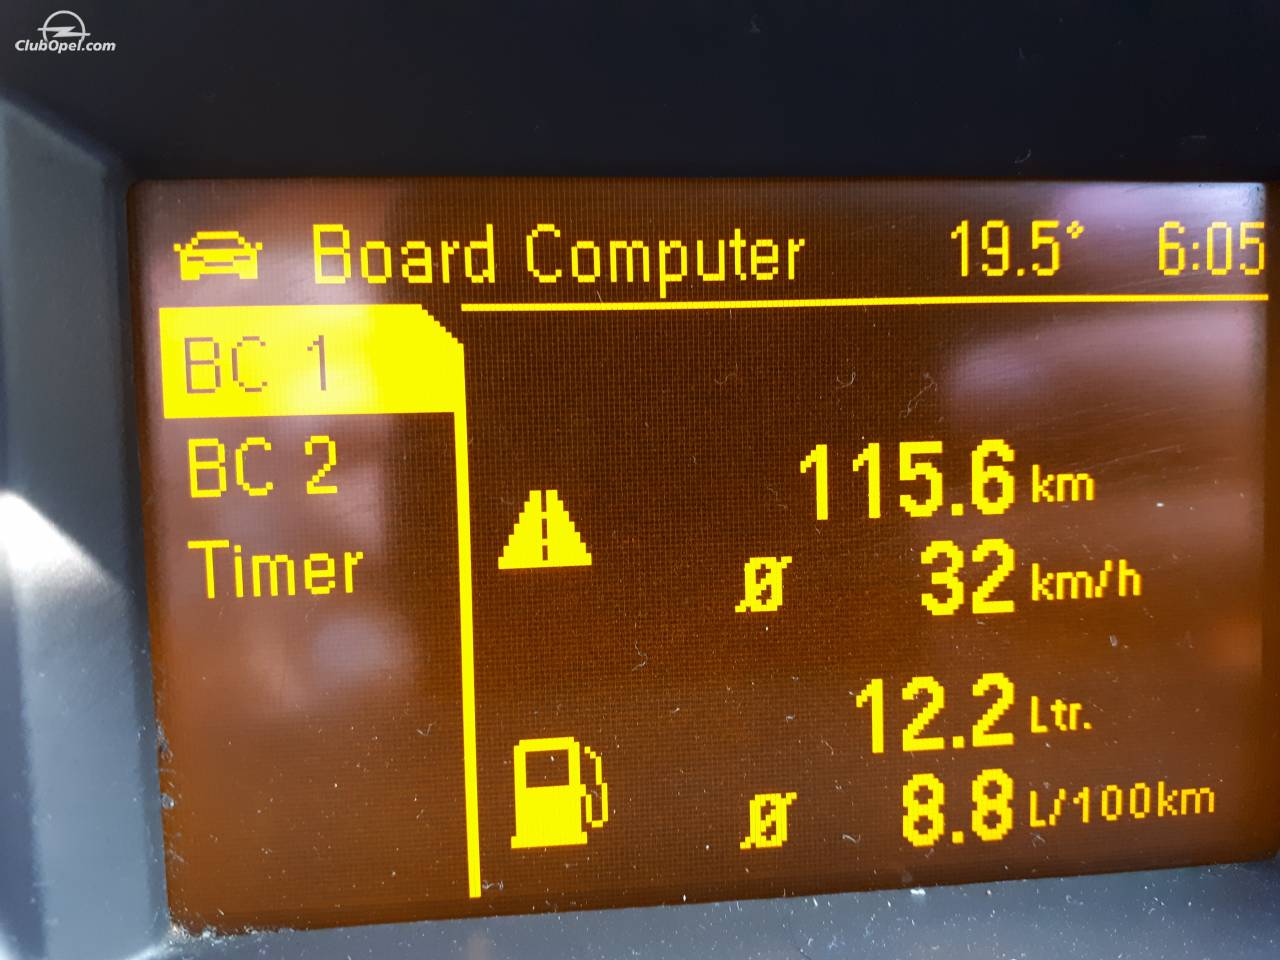 ClubOpel.com
Board Computer 19.5° 6:05
BC 1
BC 2
Timer
115.6 km
Ø 32 km/h
12.2 Ltr.
Ø 8.8 L/100km